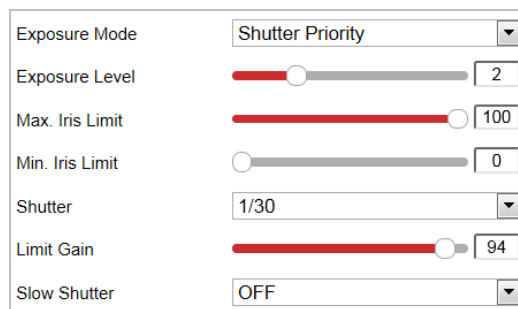 Exposure Mode Shutter Priority
Exposure Level 2
Max. Iris Limit 100
Min. Iris Limit 0
Shutter 1/30
Limit Gain 94
Slow Shutter OFF